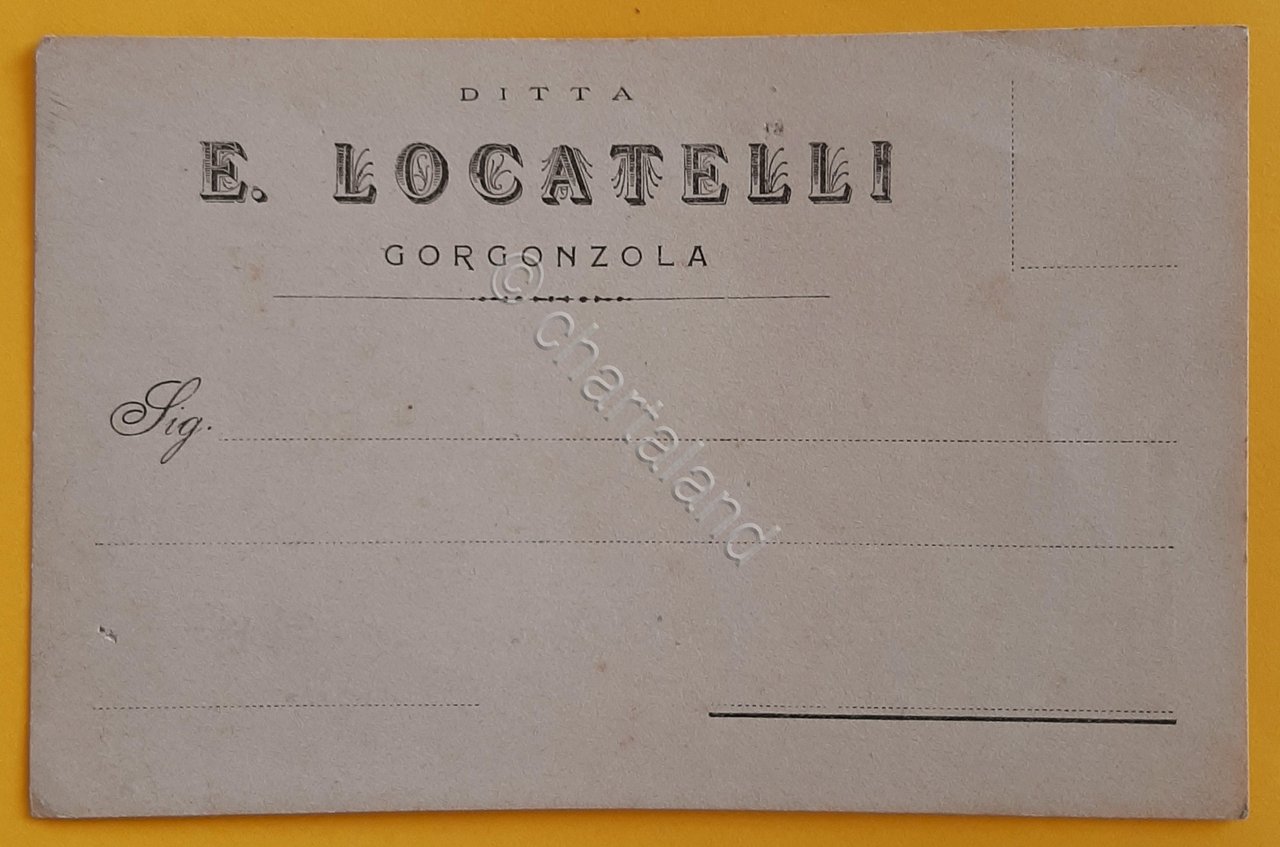 DITTA
E. LOCATELLI
GORGONZOLA
Sig.
© chartaland